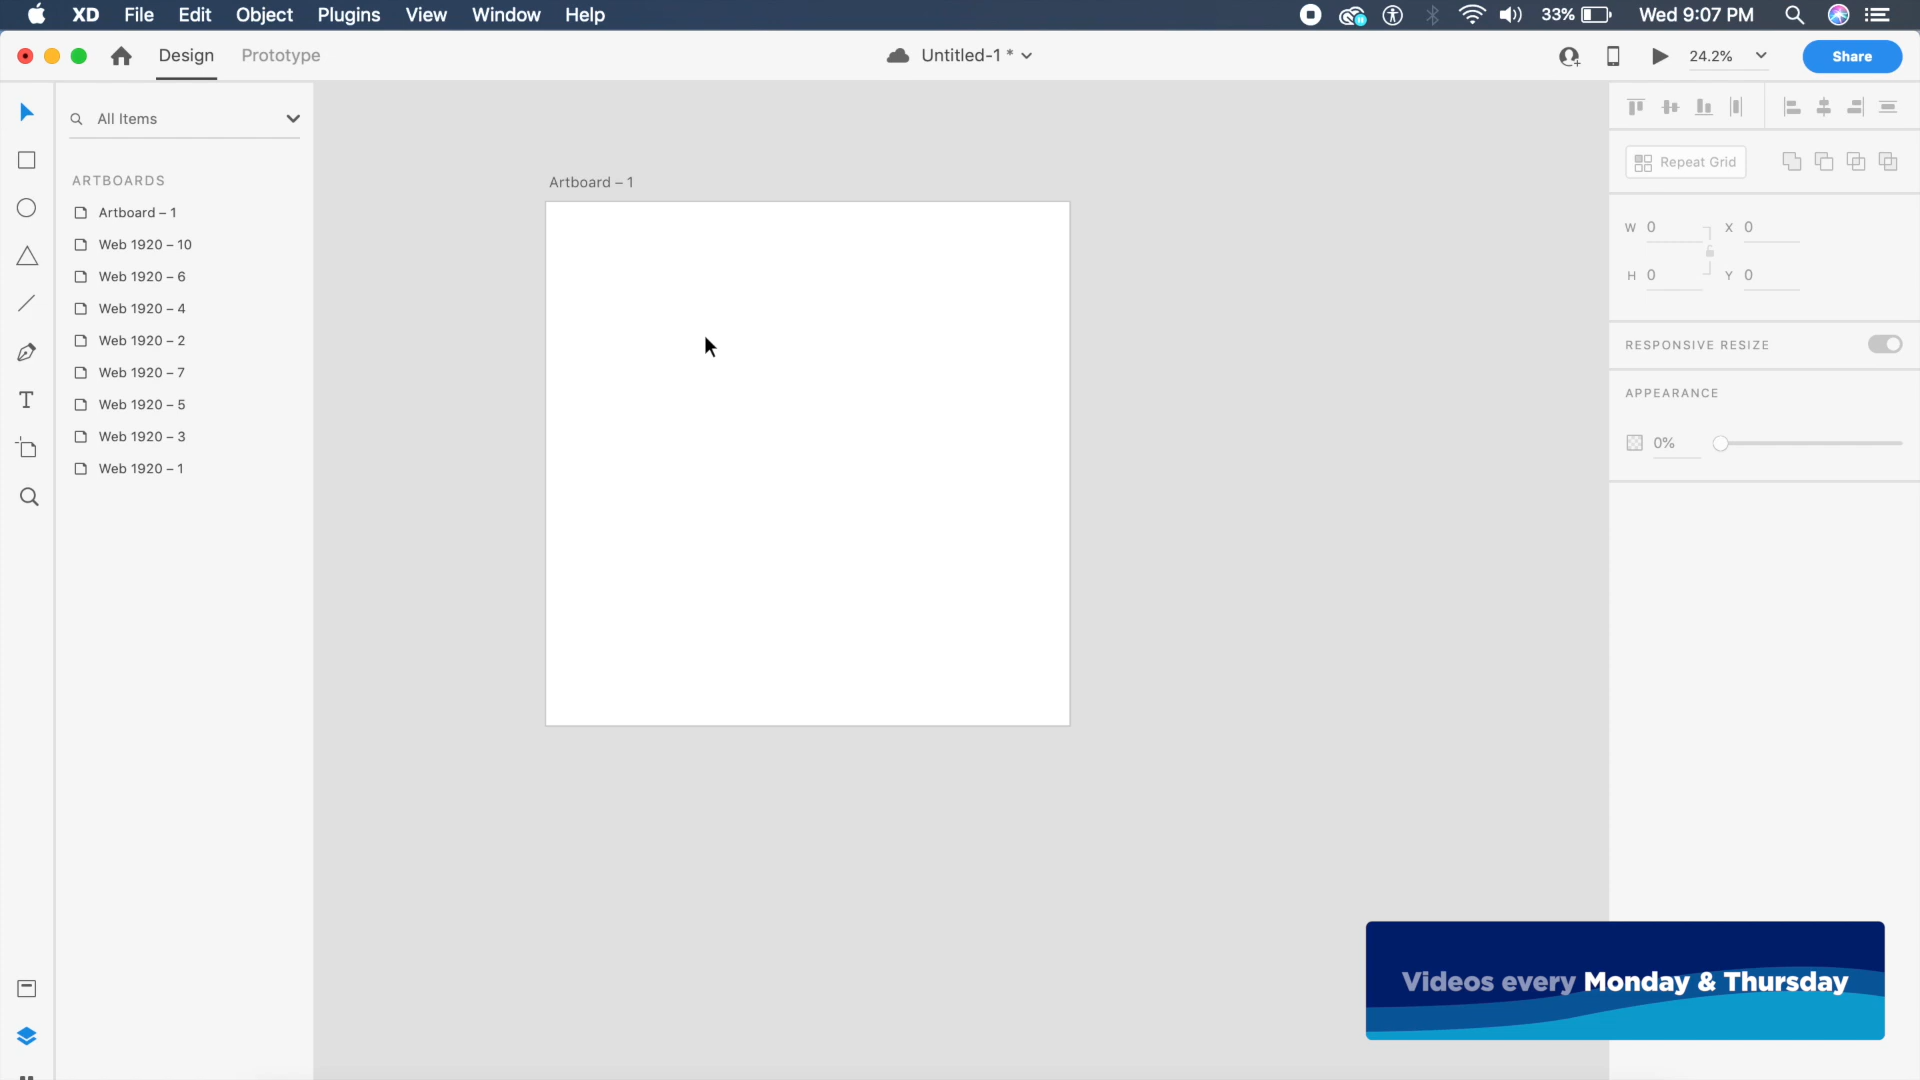 XD File Edit Object Plugins View Window Help 33% Wed 9:07 PM
Design Prototype Untitled-1 * 24.2% Share
All Items
ARTBOARDS
Artboard – 1
Web 1920 – 10
Web 1920 – 6
Web 1920 – 4
Web 1920 – 2
Web 1920 – 7
Web 1920 – 5
Web 1920 – 3
Web 1920 – 1
Artboard – 1
Repeat Grid
W 0 X 0
H 0 Y 0
RESPONSIVE RESIZE
APPEARANCE
0%
Videos every Monday & Thursday